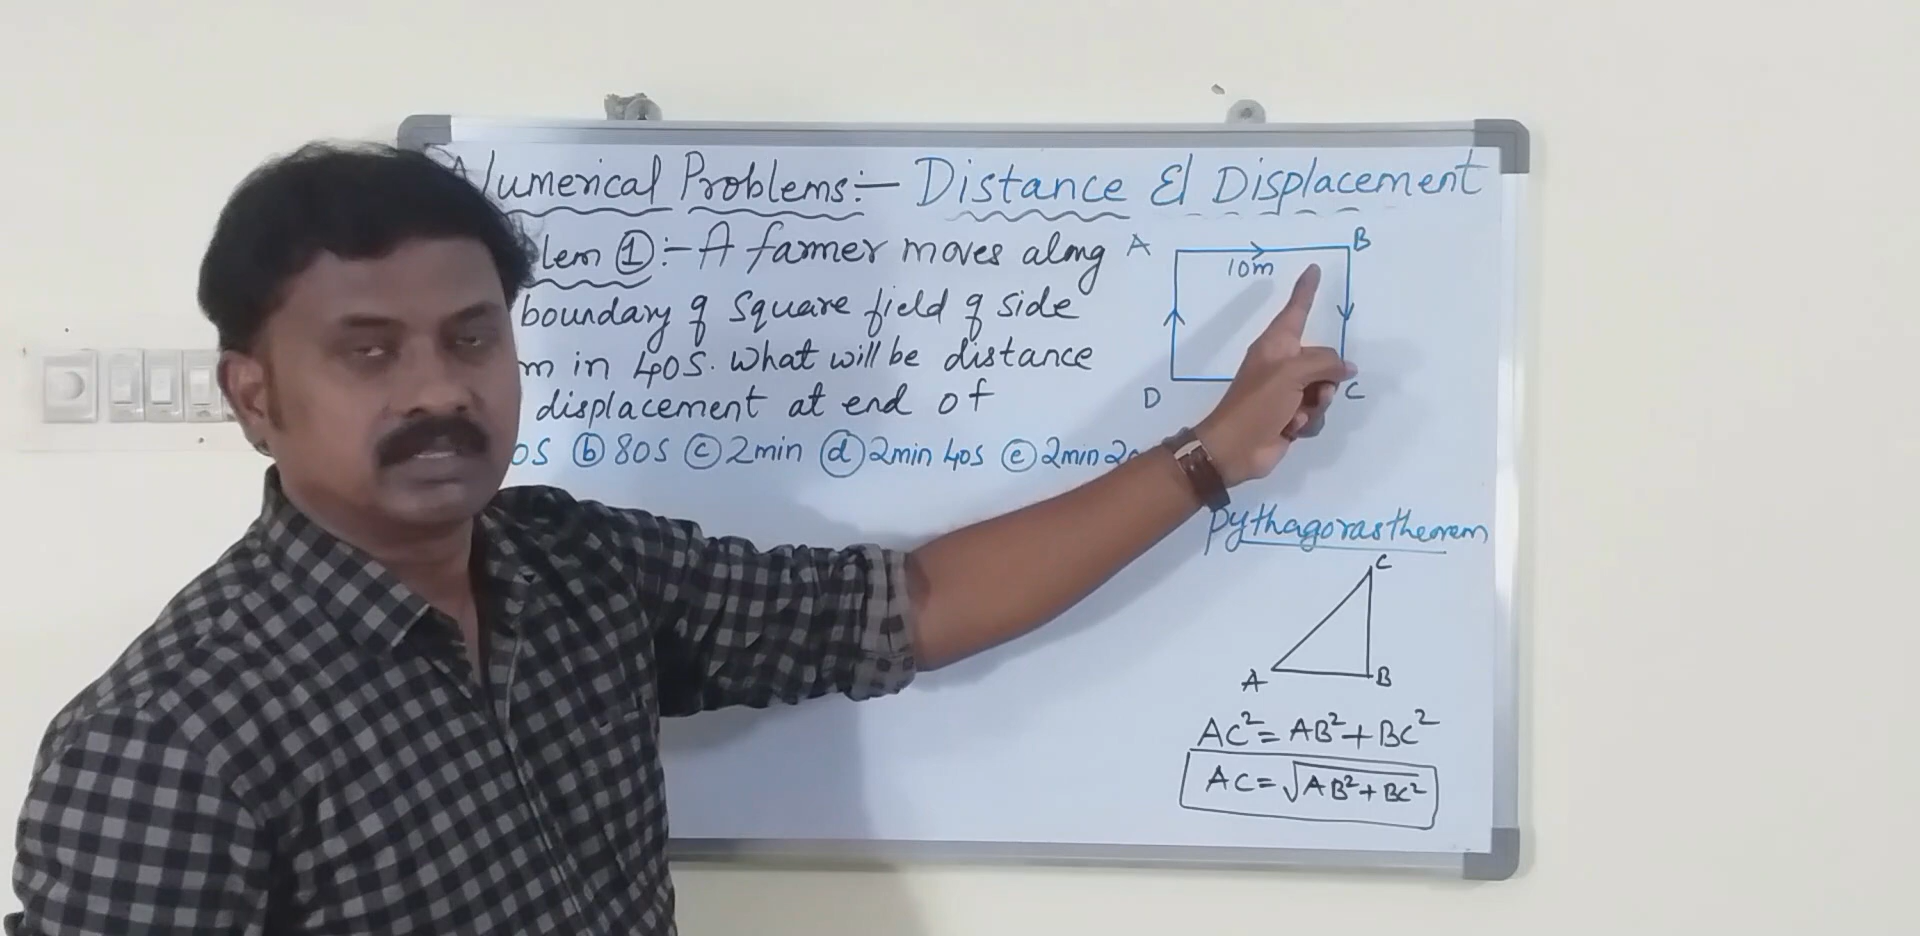 Numerical Problems:- Distance & Displacement
lem ①:- A farmer moves along
boundary of square field of side
m in 40S. What will be distance
displacement at end of
0S ⓑ 80S ⓒ 2min ⓓ 2min 40S ⓔ 2min 2
A
B
10m
D
C
Pythagoras theorem
C
A
B
AC²= AB²+BC²
AC=√AB²+BC²